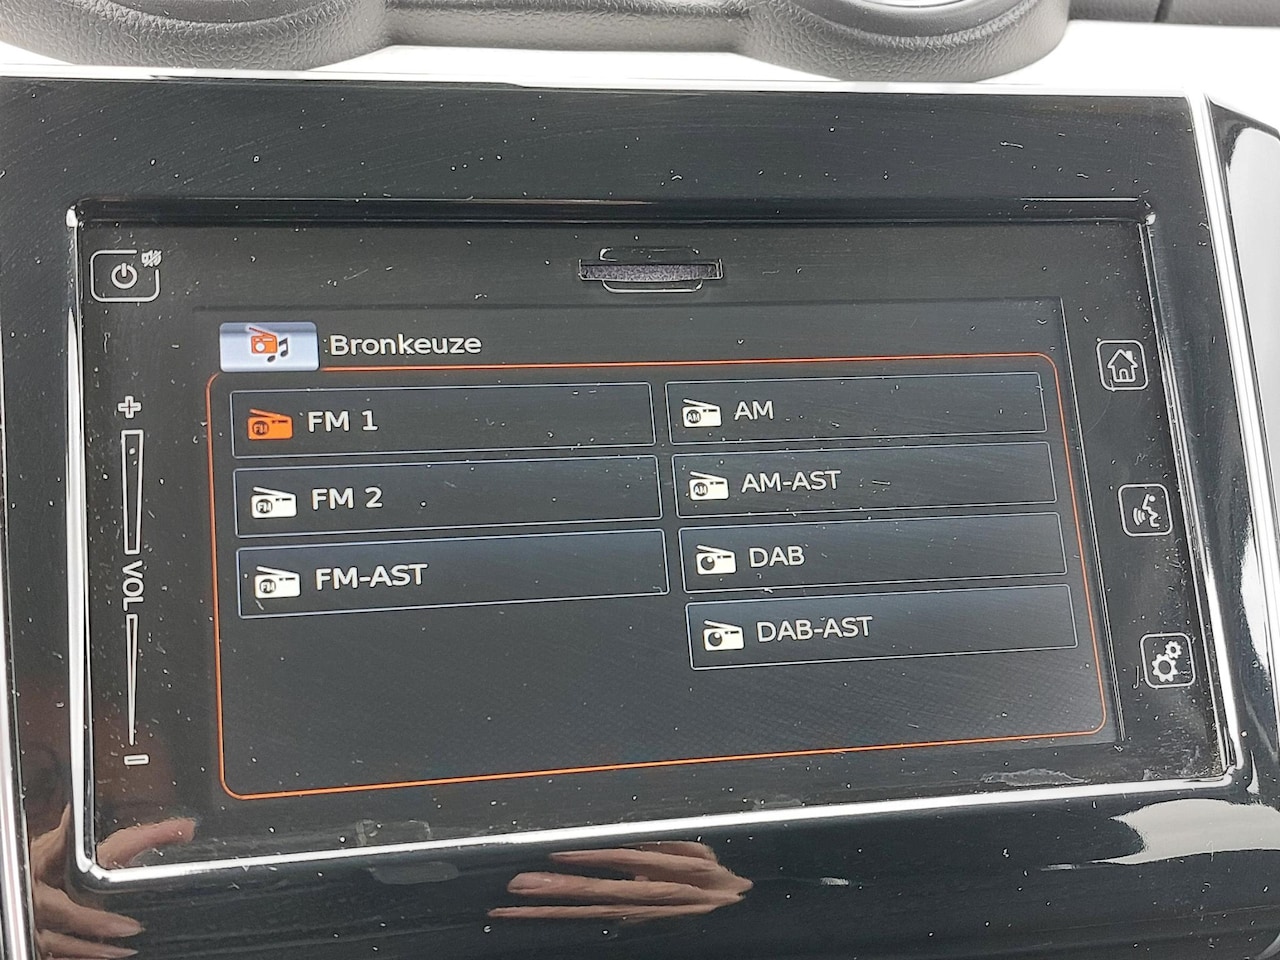 Bronkeuze
FM 1
FM 2
FM-AST
AM
AM-AST
DAB
DAB-AST
VOL